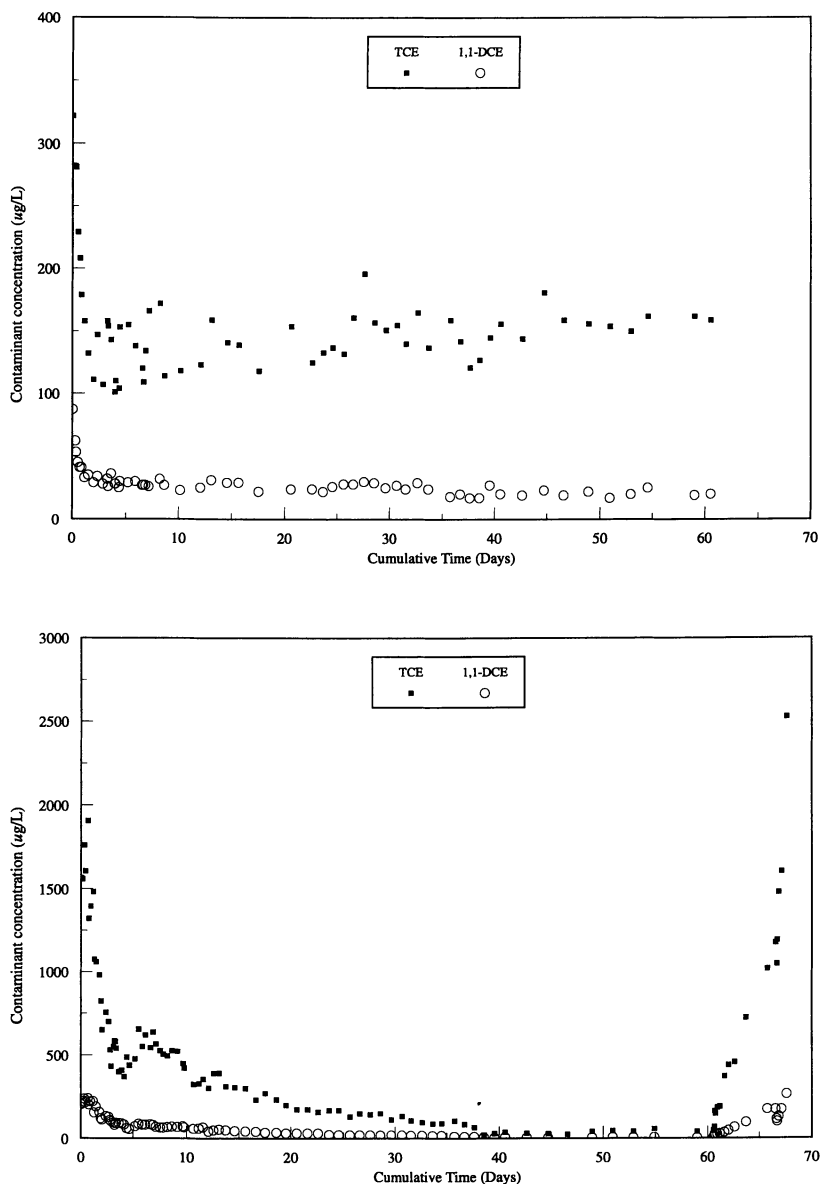 400
300
200
100
0
Contaminant concentration (ug/L)
TCE 1,1-DCE
0 10 20 30 40 50 60 70
Cumulative Time (Days)
3000
2500
2000
1500
1000
500
0
Contaminant concentration (ug/L)
TCE 1,1-DCE
0 10 20 30 40 50 60 70
Cumulative Time (Days)